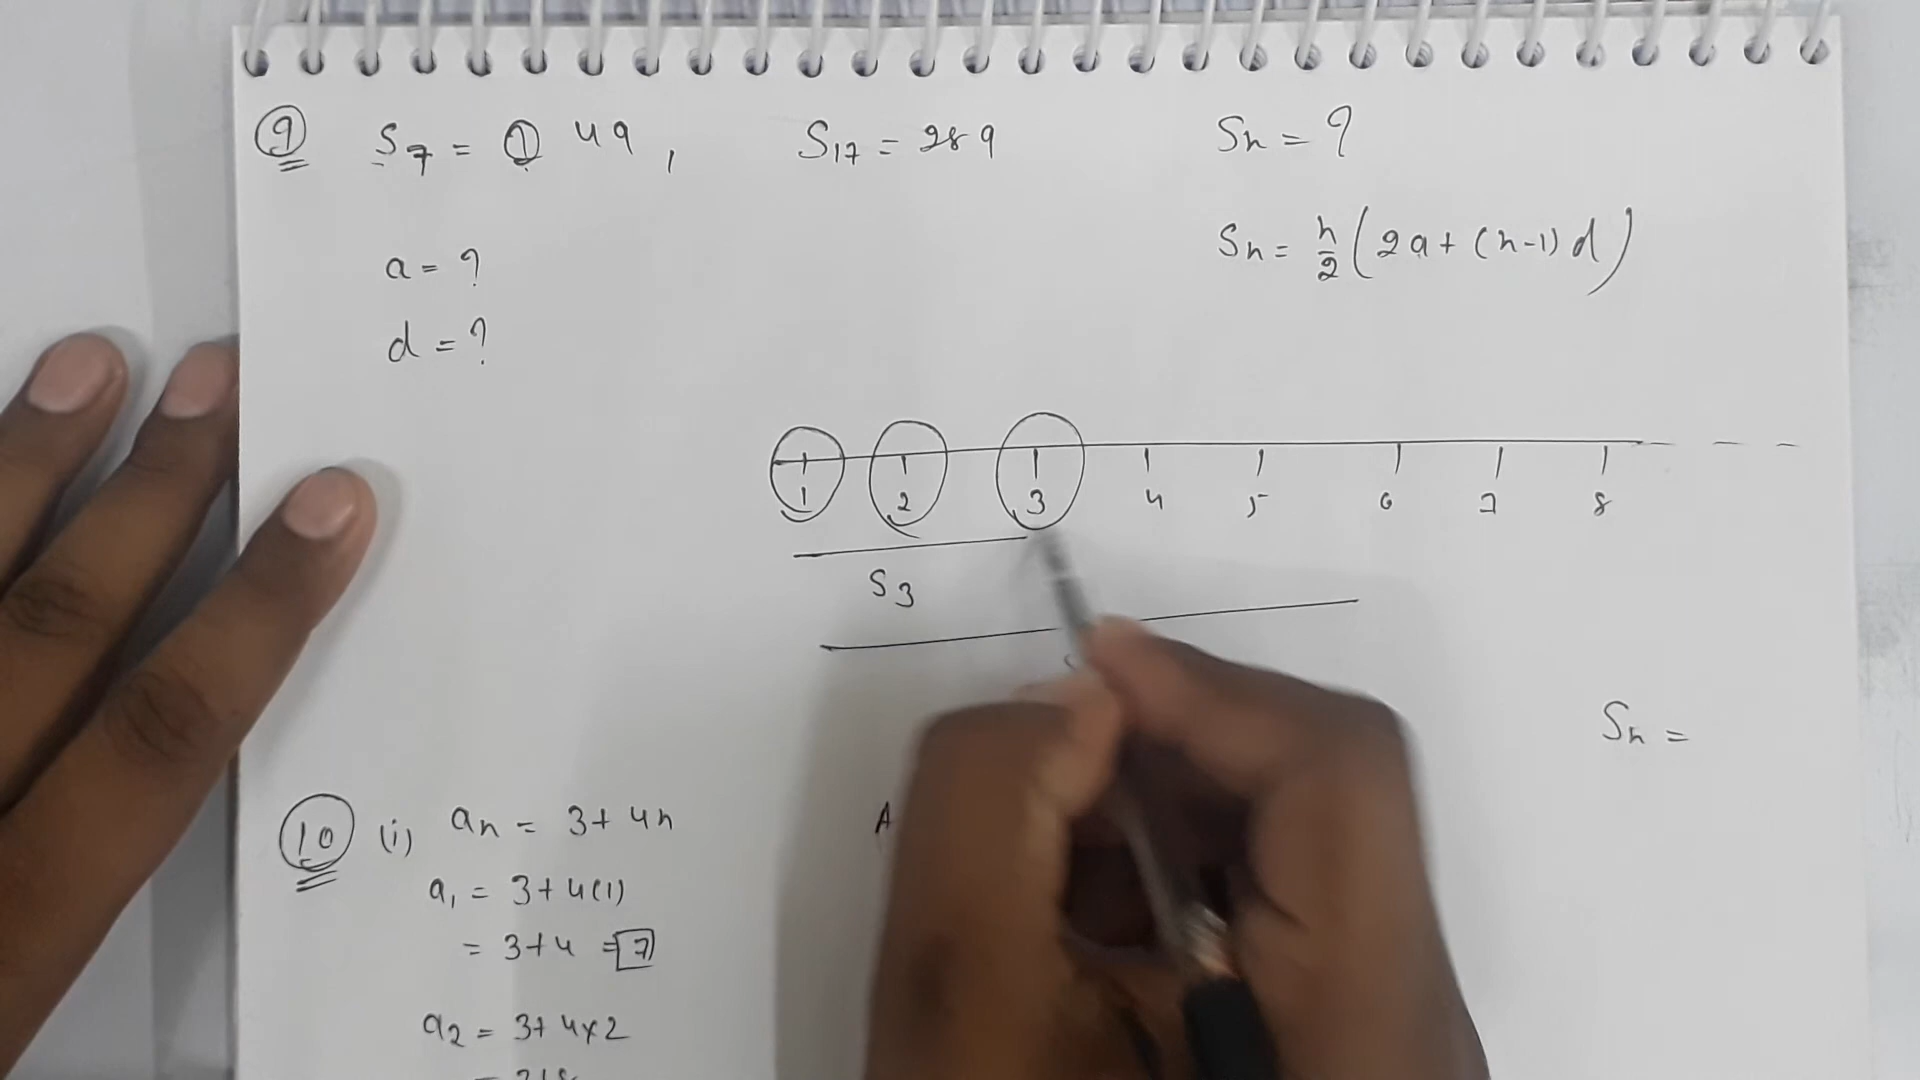 9 S₇ = 49, S₁₇ = 289 Sn = ?
Sn = n/2 (2a + (n-1) d)
a = ?
d = ?
1 2 3 4 5 6 7 8
S₃
Sn =
10 (i) an = 3 + 4n A
a₁ = 3 + 4(1)
= 3 + 4 = 7
a₂ = 3 + 4×2